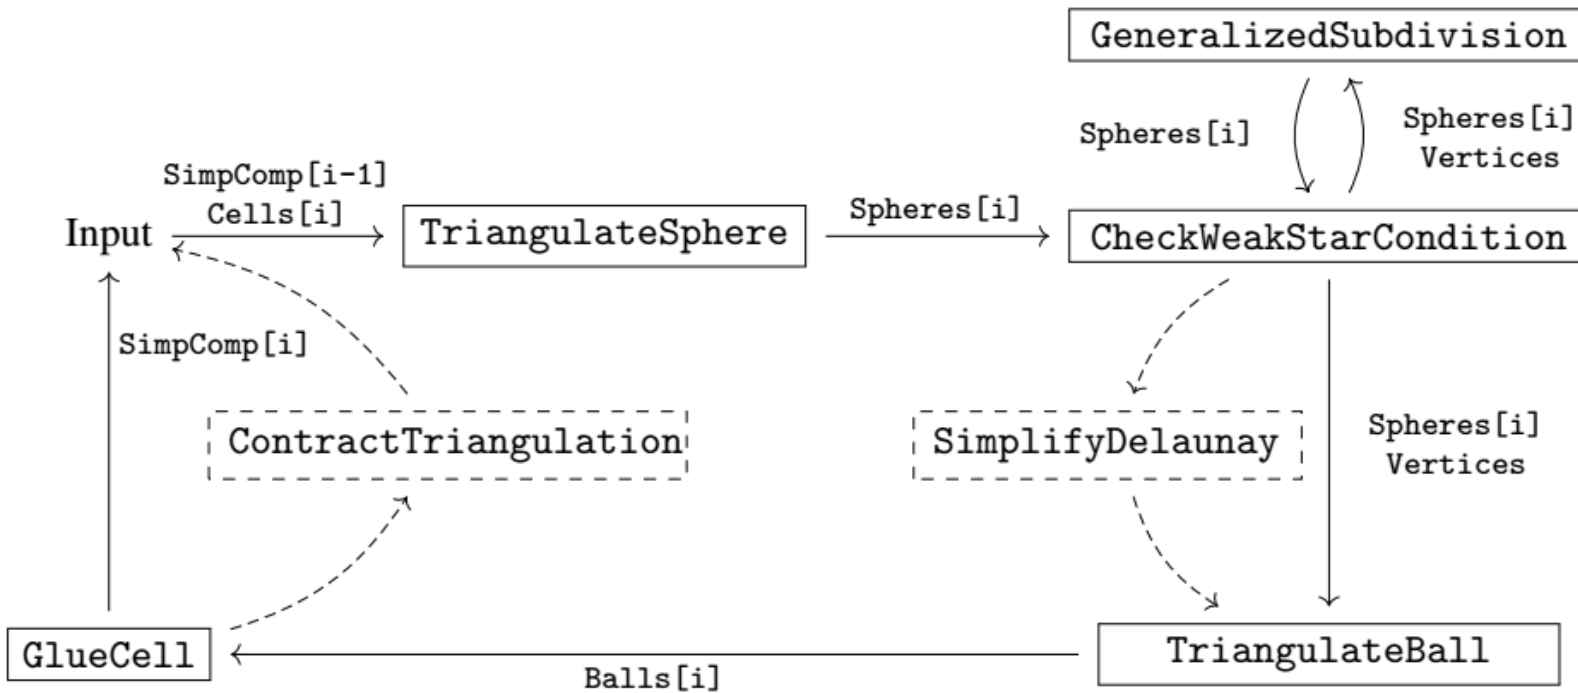 GeneralizedSubdivision
Spheres[i]
Spheres[i]
Vertices
SimpComp[i-1]
Cells[i]
Input
TriangulateSphere
Spheres[i]
CheckWeakStarCondition
SimpComp[i]
ContractTriangulation
SimplifyDelaunay
Spheres[i]
Vertices
GlueCell
Balls[i]
TriangulateBall